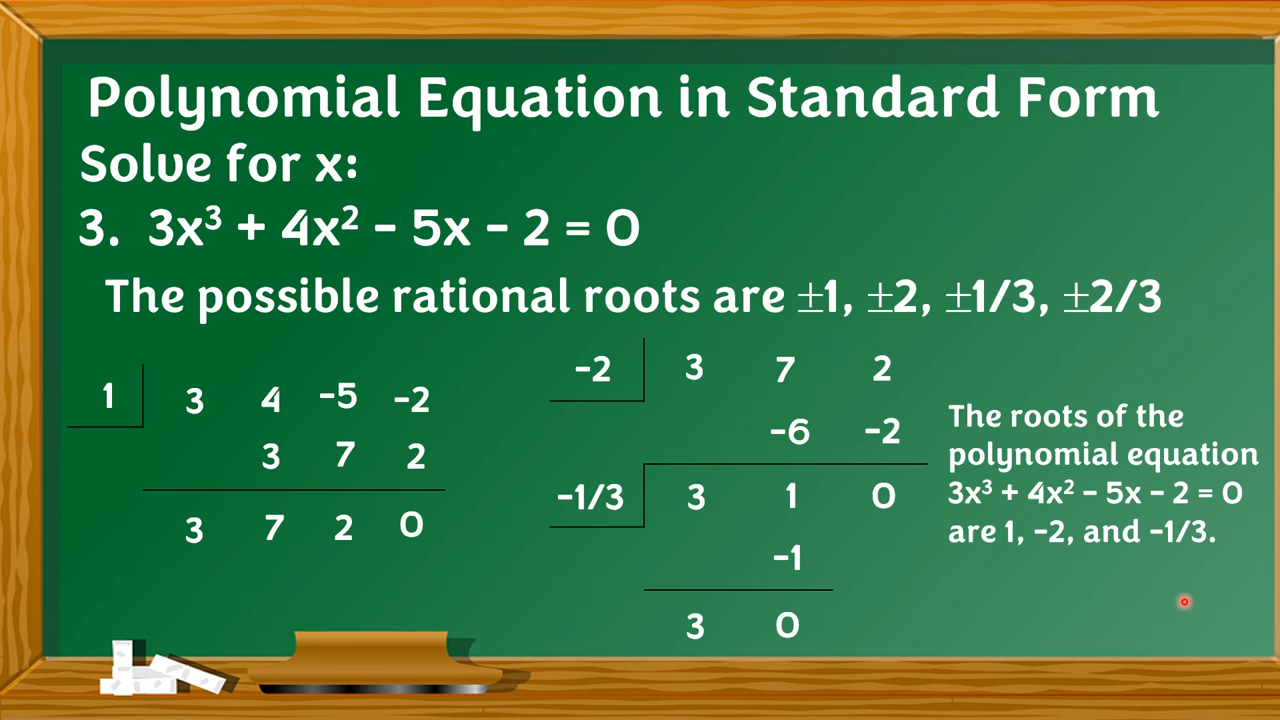 Polynomial Equation in Standard Form
Solve for x:
3. 3x³ + 4x² – 5x – 2 = 0
The possible rational roots are ±1, ±2, ±1/3, ±2/3
1 3 4 -5 -2
3 7 2
3 7 2 0
-2 3 7 2
-6 -2
-1/3 3 1 0
-1
3 0
The roots of the
polynomial equation
3x³ + 4x² – 5x – 2 = 0
are 1, -2, and -1/3.